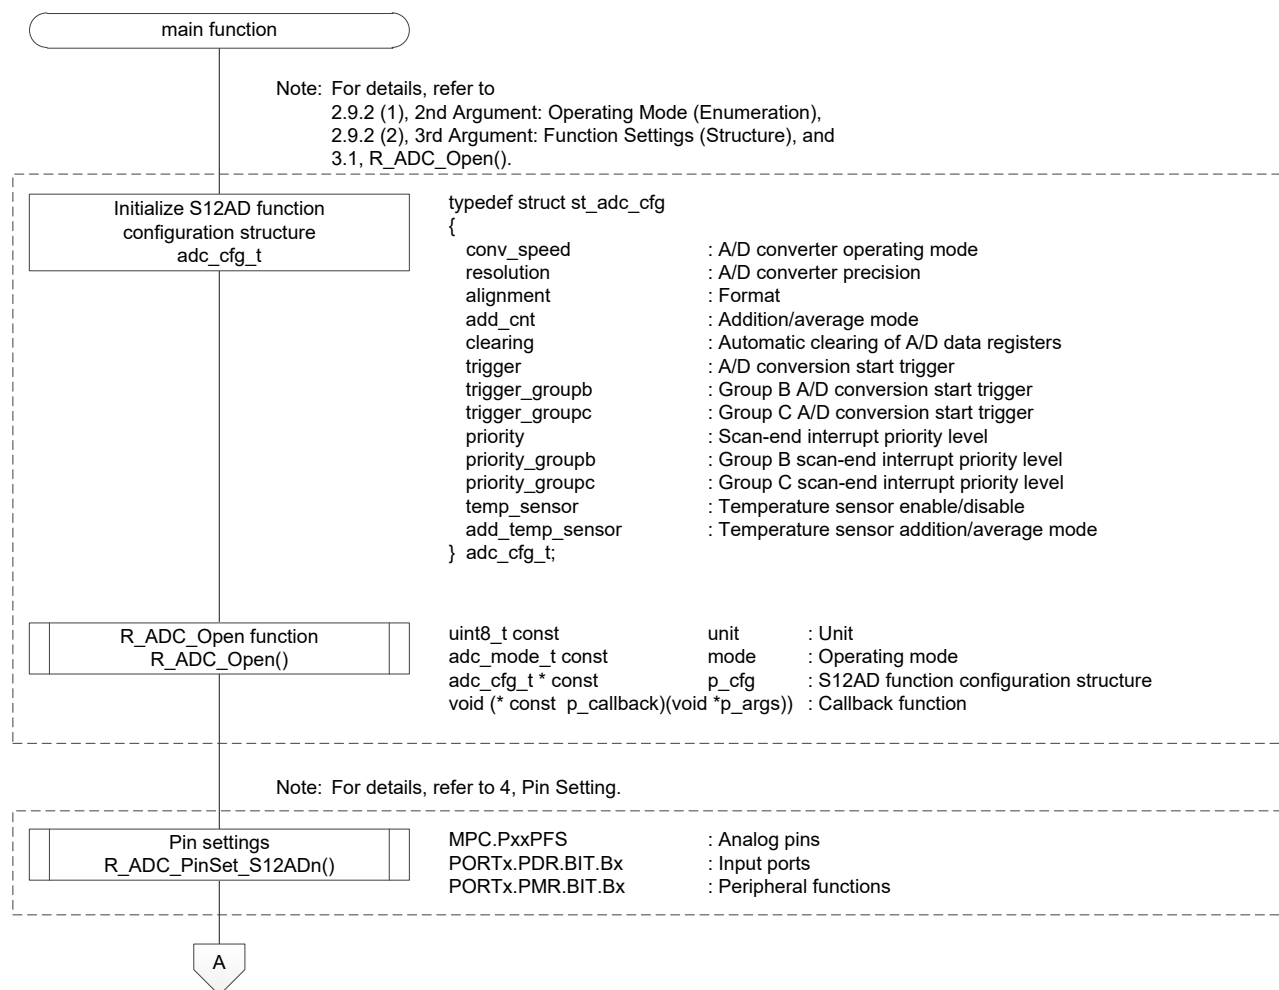 main function
Note: For details, refer to
2.9.2 (1), 2nd Argument: Operating Mode (Enumeration),
2.9.2 (2), 3rd Argument: Function Settings (Structure), and
3.1, R_ADC_Open().
Initialize S12AD function
configuration structure
adc_cfg_t
typedef struct st_adc_cfg
{
conv_speed : A/D converter operating mode
resolution : A/D converter precision
alignment : Format
add_cnt : Addition/average mode
clearing : Automatic clearing of A/D data registers
trigger : A/D conversion start trigger
trigger_groupb : Group B A/D conversion start trigger
trigger_groupc : Group C A/D conversion start trigger
priority : Scan-end interrupt priority level
priority_groupb : Group B scan-end interrupt priority level
priority_groupc : Group C scan-end interrupt priority level
temp_sensor : Temperature sensor enable/disable
add_temp_sensor : Temperature sensor addition/average mode
} adc_cfg_t;
R_ADC_Open function
R_ADC_Open()
uint8_t const unit : Unit
adc_mode_t const mode : Operating mode
adc_cfg_t * const p_cfg : S12AD function configuration structure
void (* const p_callback)(void *p_args)) : Callback function
Note: For details, refer to 4, Pin Setting.
Pin settings
R_ADC_PinSet_S12ADn()
MPC.PxxPFS : Analog pins
PORTx.PDR.BIT.Bx : Input ports
PORTx.PMR.BIT.Bx : Peripheral functions
A